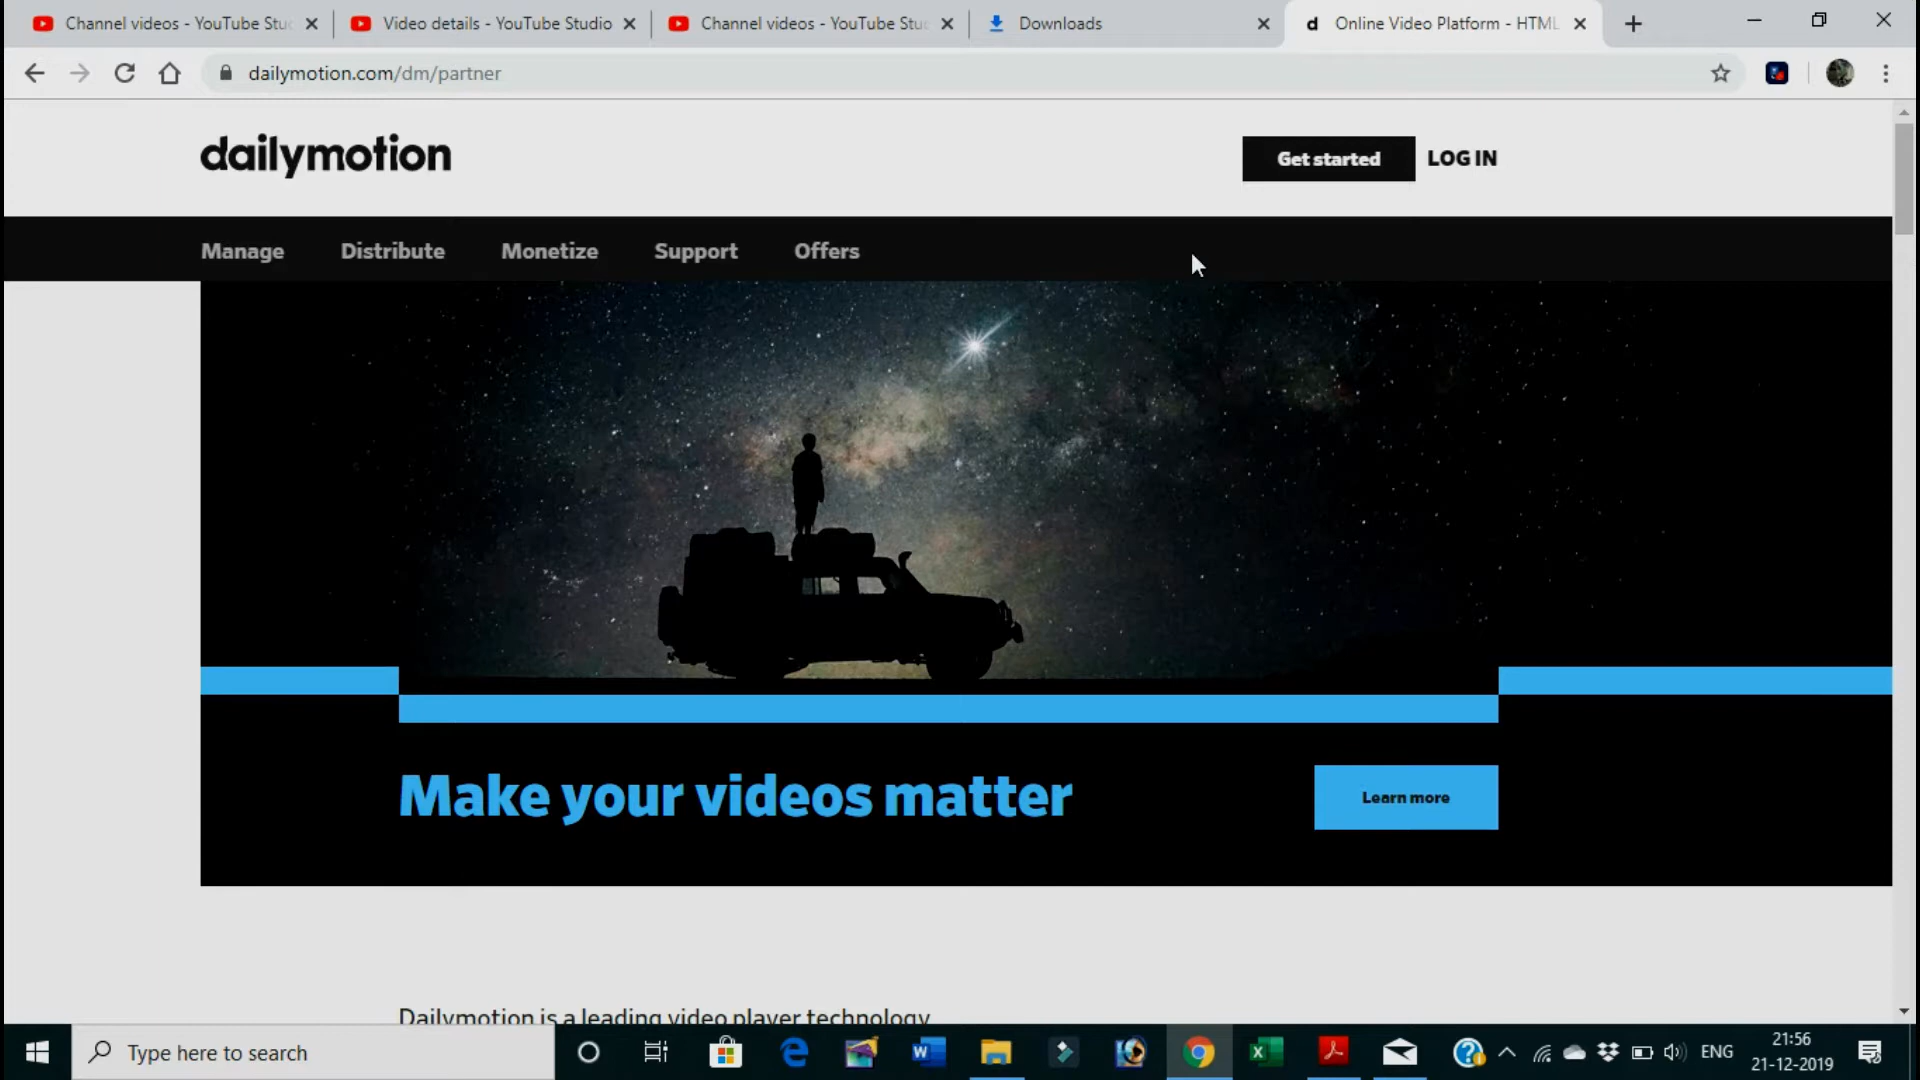 Channel videos - YouTube Stu
Video details - YouTube Studio
Channel videos - YouTube Stu
Downloads
Online Video Platform - HTML
dailymotion.com/dm/partner
dailymotion
Get started
LOG IN
Manage
Distribute
Monetize
Support
Offers
Make your videos matter
Learn more
Dailymotion is a leading video player technology
Type here to search
ENG
21:56
21-12-2019